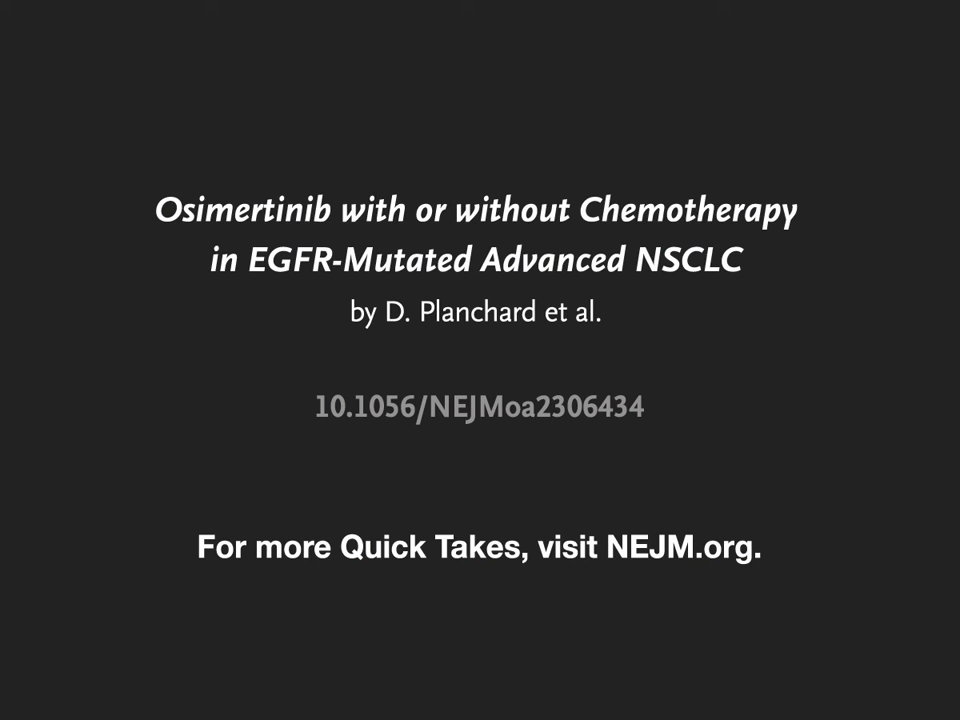 Osimertinib with or without Chemotherapy
in EGFR-Mutated Advanced NSCLC
by D. Planchard et al.
10.1056/NEJMoa2306434
For more Quick Takes, visit NEJM.org.